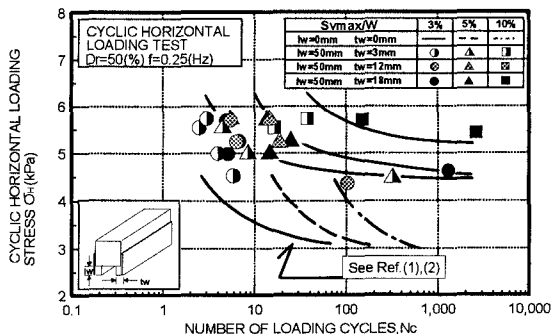 CYCLIC HORIZONTAL
LOADING TEST
Dr=50(%) f=0.25(Hz)
Svmax/W 3% 5% 10%
lw=0mm tw=0mm
lw=50mm tw=3mm
lw=50mm tw=12mm
lw=50mm tw=18mm
CYCLIC HORIZONTAL LOADING
STRESS σH(kPa)
8
7
6
5
4
3
2
lw
tw
See Ref.(1),(2)
0.1 1 10 100 1,000 10,000
NUMBER OF LOADING CYCLES,Nc